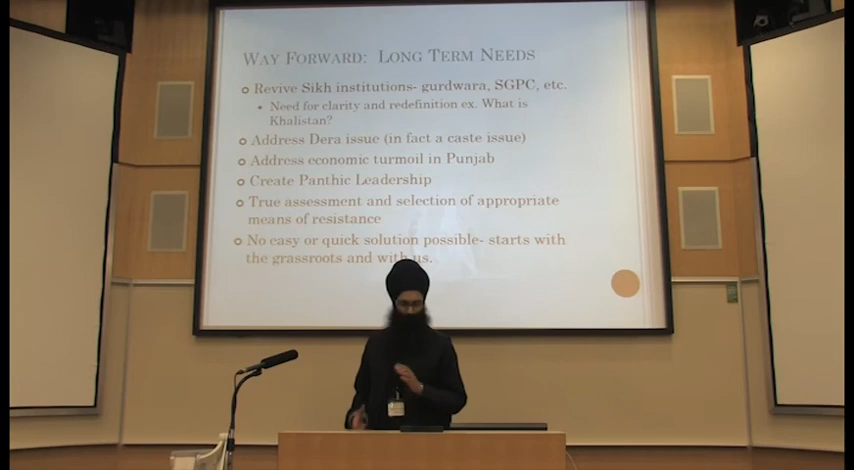 WAY FORWARD: LONG TERM NEEDS
Revive Sikh institutions- gurdwara, SGPC, etc.
Need for clarity and redefinition ex. What is
Khalistan?
Address Dera issue (in fact a caste issue)
Address economic turmoil in Punjab
Create Panthic Leadership
True assessment and selection of appropriate
means of resistance
No easy or quick solution possible- starts with
the grassroots and with us.